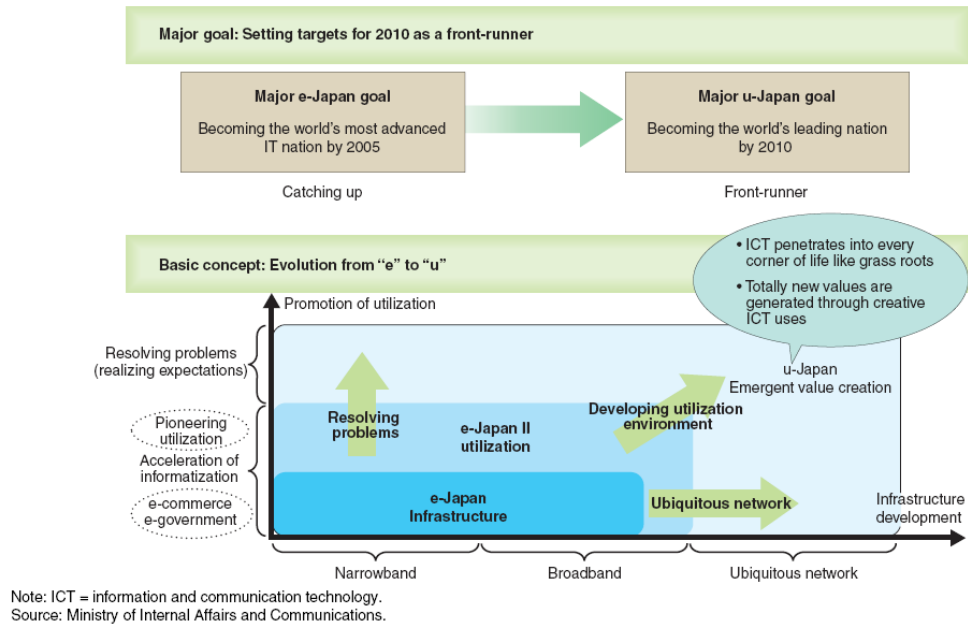 Major goal: Setting targets for 2010 as a front-runner
Major e-Japan goal
Becoming the world's most advanced
IT nation by 2005
Major u-Japan goal
Becoming the world's leading nation
by 2010
Catching up
Front-runner
• ICT penetrates into every
corner of life like grass roots
• Totally new values are
generated through creative
ICT uses
Basic concept: Evolution from “e” to “u”
Promotion of utilization
Resolving problems
(realizing expectations)
u-Japan
Emergent value creation
Pioneering
utilization
Acceleration of
informatization
e-commerce
e-government
Resolving
problems
e-Japan II
utilization
Developing utilization
environment
e-Japan
Infrastructure
Ubiquitous network
Infrastructure
development
Narrowband
Broadband
Ubiquitous network
Note: ICT = information and communication technology.
Source: Ministry of Internal Affairs and Communications.